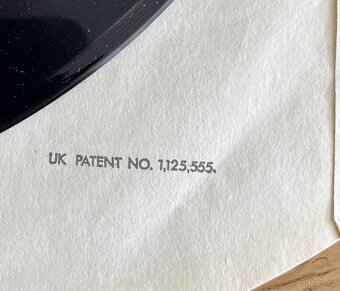 UK PATENT NO. 1,125,555.